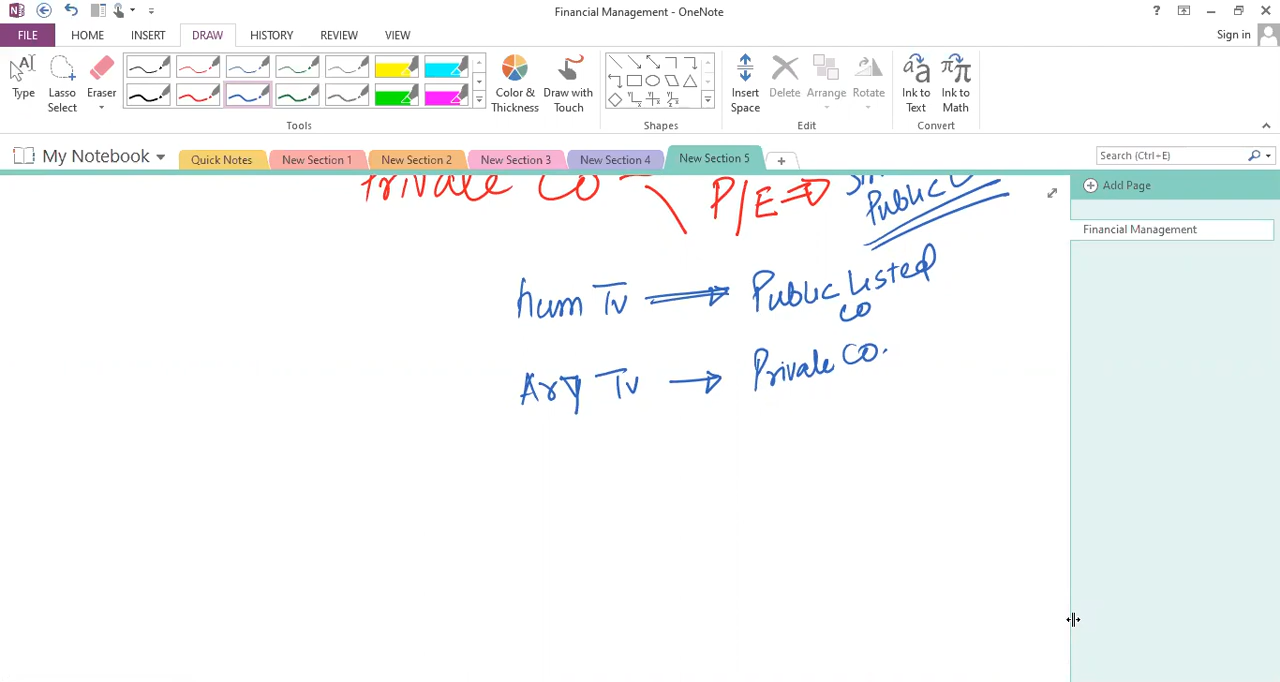 Financial Management - OneNote
?
FILE HOME INSERT DRAW HISTORY REVIEW VIEW
Sign in
Type
Lasso Select
Eraser
Color & Thickness
Draw with Touch
Insert Space
Delete
Arrange
Rotate
Ink to Text
Ink to Math
Tools
Shapes
Edit
Convert
My Notebook
Quick Notes
New Section 1
New Section 2
New Section 3
New Section 4
New Section 5
Search (Ctrl+E)
Add Page
Financial Management
Private Co
P/E ⇒
Public
hum Tv ⇒ Public Listed
co
Ary Tv → Private Co.